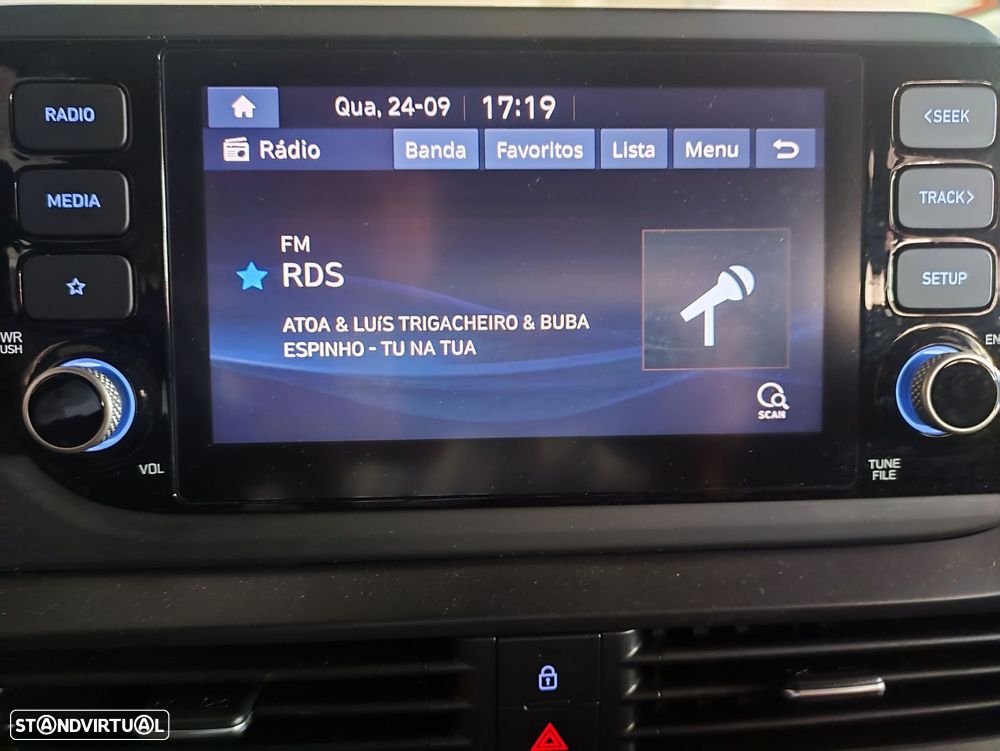 RADIO
MEDIA
Qua, 24-09 17:19
Rádio Banda Favoritos Lista Menu
FM
RDS
ATOA & LUíS TRIGACHEIRO & BUBA
ESPINHO - TU NA TUA
SCAN
<SEEK
TRACK>
SETUP
WR
USH
VOL
EN
TUNE
FILE
STANDVIRTUAL